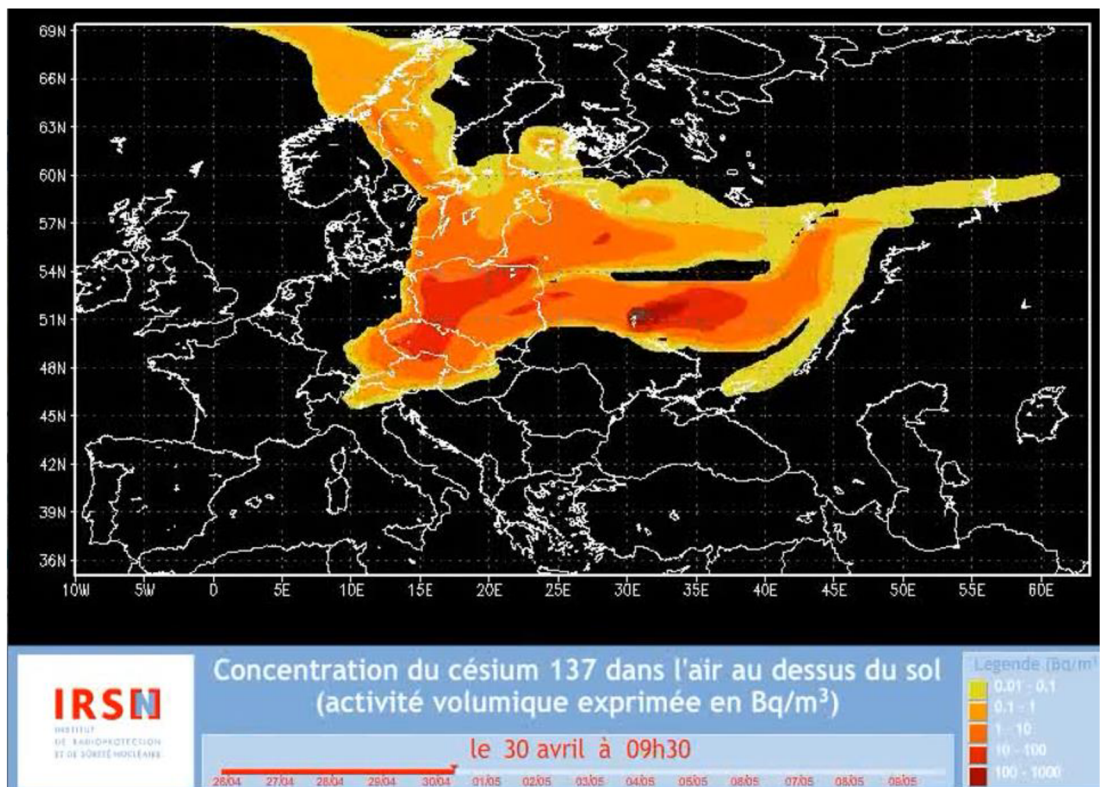 69N
66N
63N
60N
57N
54N
51N
48N
45N
42N
39N
36N
10W 5W 0 5E 10E 15E 20E 25E 30E 35E 40E 45E 50E 55E 60E
IRSN
INSTITUT
DE RADIOPROTECTION
ET DE SÛRETÉ NUCLÉAIRE
Concentration du césium 137 dans l'air au dessus du sol
(activité volumique exprimée en Bq/m³)
le 30 avril à 09h30
26/04 27/04 28/04 29/04 30/04 01/05 02/05 03/05 04/05 05/05 06/05 07/05 08/05 09/05
Legende (Bq/m³
0.01 - 0.1
0.1 - 1
1 - 10
10 - 100
100 - 1000